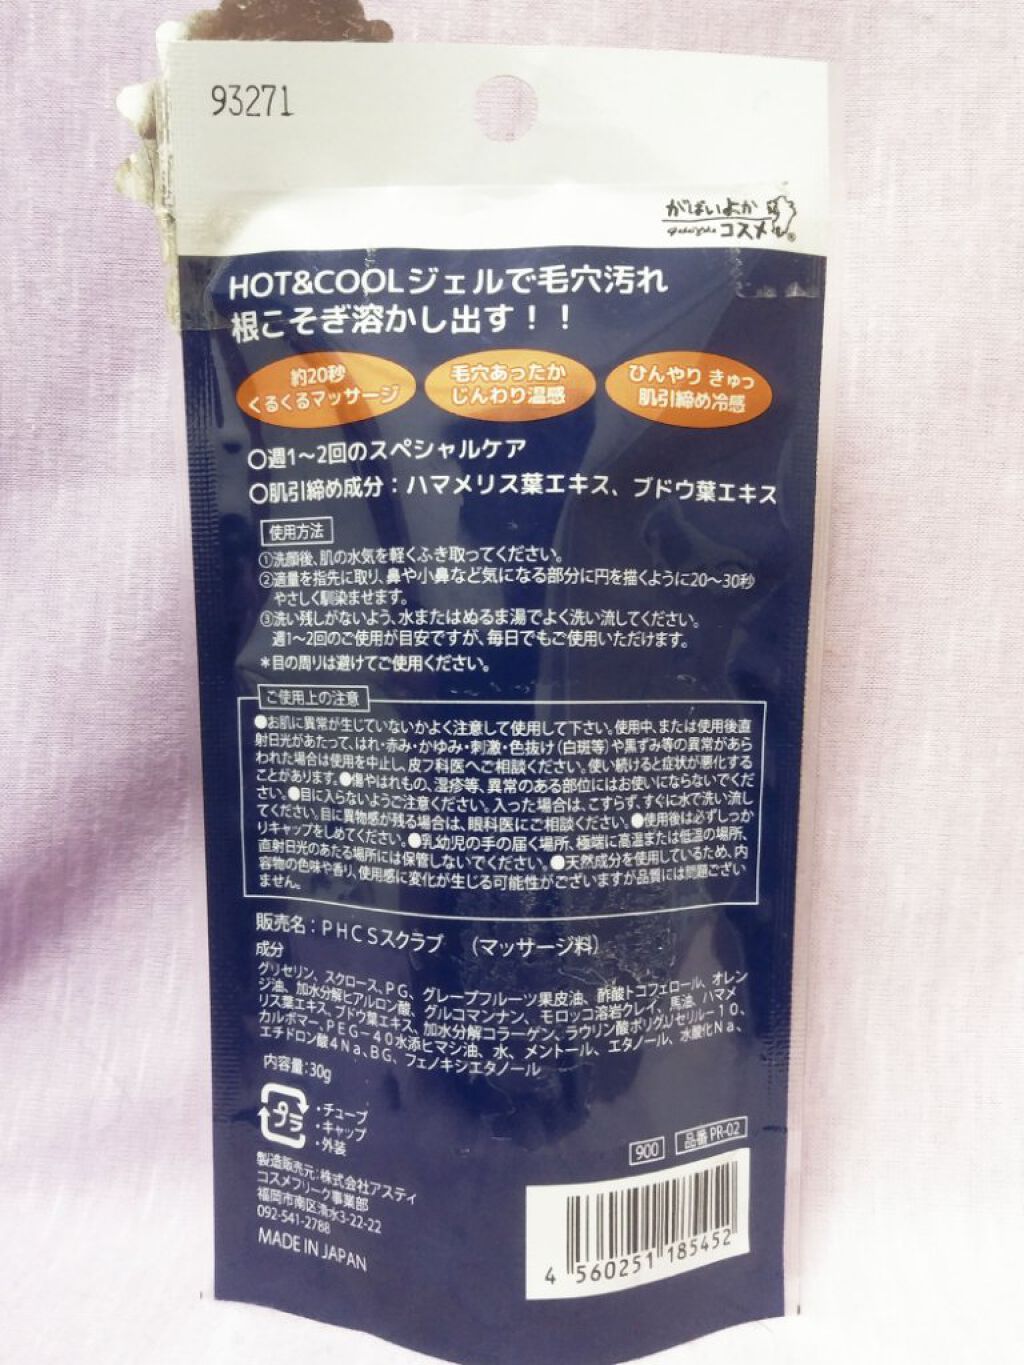 93271
がばいよか
コスメ
HOT&COOLジェルで毛穴汚れ
根こそぎ溶かし出す！！
約20秒
くるくるマッサージ
毛穴あったか
じんわり温感
ひんやり きゅっ
肌引締め冷感
○週1〜2回のスペシャルケア
○肌引締め成分：ハマメリス葉エキス、ブドウ葉エキス
使用方法
①洗顔後、肌の水気を軽くふき取ってください。
②適量を指先に取り、鼻や小鼻など気になる部分に円を描くように20〜30秒
やさしく馴染ませます。
③洗い残しがないよう、水またはぬるま湯でよく洗い流してください。
週1〜2回のご使用が目安ですが、毎日でもご使用いただけます。
＊目の周りは避けてご使用ください。
ご使用上の注意
●お肌に異常が生じていないかよく注意して使用して下さい。使用中、または使用後直
射日光があたって、はれ・赤み・かゆみ・刺激・色抜け（白斑等）や黒ずみ等の異常があら
われた場合は使用を中止し、皮フ科医へご相談ください。使い続けると症状が悪化する
ことがあります。●傷やはれもの、湿疹等、異常のある部位にはお使いにならないでくだ
さい。●目に入らないようご注意ください。入った場合は、こすらず、すぐに水で洗い流し
てください。目に異物感が残る場合は、眼科医にご相談ください。●使用後は必ずしっか
りキャップをしめてください。●乳幼児の手の届く場所、極端に高温または低温の場所、
直射日光のあたる場所には保管しないでください。●天然成分を使用しているため、内
容物の色味や香り、使用感に変化が生じる可能性がございますが品質には問題ござい
ません。
販売名：ＰＨＣＳスクラブ （マッサージ料）
成分
グリセリン、スクロース、ＰＧ、グレープフルーツ果皮油、酢酸トコフェロール、オレン
ジ油、加水分解ヒアルロン酸、グルコマンナン、モロッコ溶岩クレイ、馬油、ハマメ
リス葉エキス、ブドウ葉エキス、加水分解コラーゲン、ラウリン酸ポリグリセリル－１０、
カルボマー、ＰＥＧ－４０水添ヒマシ油、水、メントール、エタノール、水酸化Ｎａ、
エチドロン酸４Ｎａ、ＢＧ、フェノキシエタノール
内容量：30g
プラ
・チューブ
・キャップ
・外装
900
品番 PR-02
製造販売元：株式会社アスティ
コスメフリーク事業部
福岡市南区清水3-22-22
092-541-2788
MADE IN JAPAN
4 560251 185452